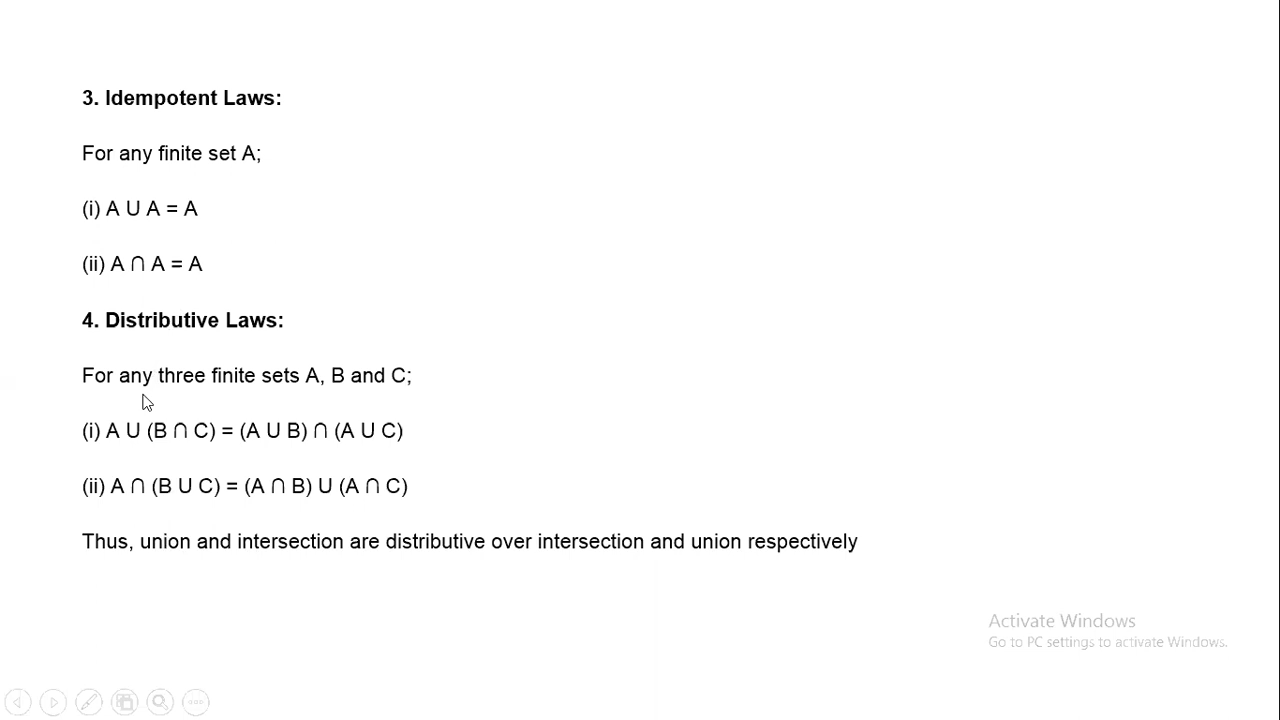 3. Idempotent Laws:
For any finite set A;
(i) A U A = A
(ii) A ∩ A = A
4. Distributive Laws:
For any three finite sets A, B and C;
(i) A U (B ∩ C) = (A U B) ∩ (A U C)
(ii) A ∩ (B U C) = (A ∩ B) U (A ∩ C)
Thus, union and intersection are distributive over intersection and union respectively
Activate Windows
Go to PC settings to activate Windows.